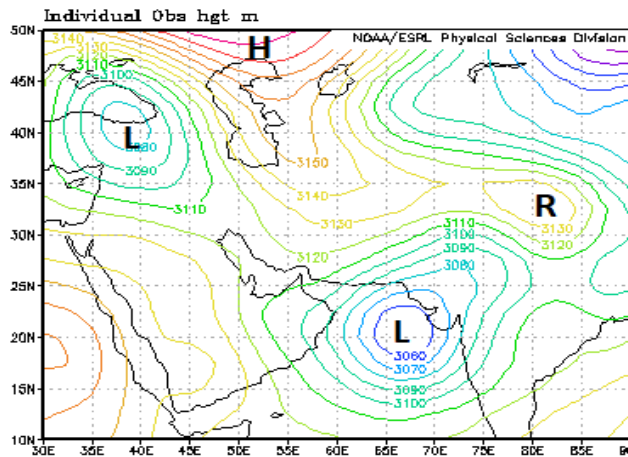 Individual Obs hgt m
NOAA/ESRL Physical Sciences Division
50N
H
3140
3130
3110
3100
45N
40N
L
3080
3090
3150
35N
3140
R
3110
3130
3110
3130
30N
3120
3100
3120
3090
3080
25N
20N
L
3060
3070
15N
3090
3100
10N
30E 35E 40E 45E 50E 55E 60E 65E 70E 75E 80E 85E 90